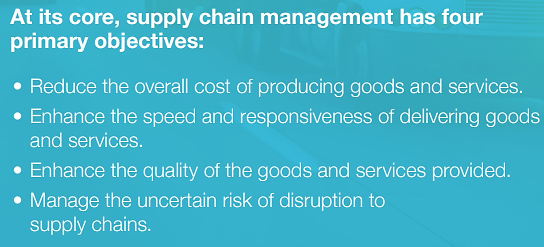 At its core, supply chain management has four
primary objectives:
• Reduce the overall cost of producing goods and services.
• Enhance the speed and responsiveness of delivering goods
and services.
• Enhance the quality of the goods and services provided.
• Manage the uncertain risk of disruption to
supply chains.